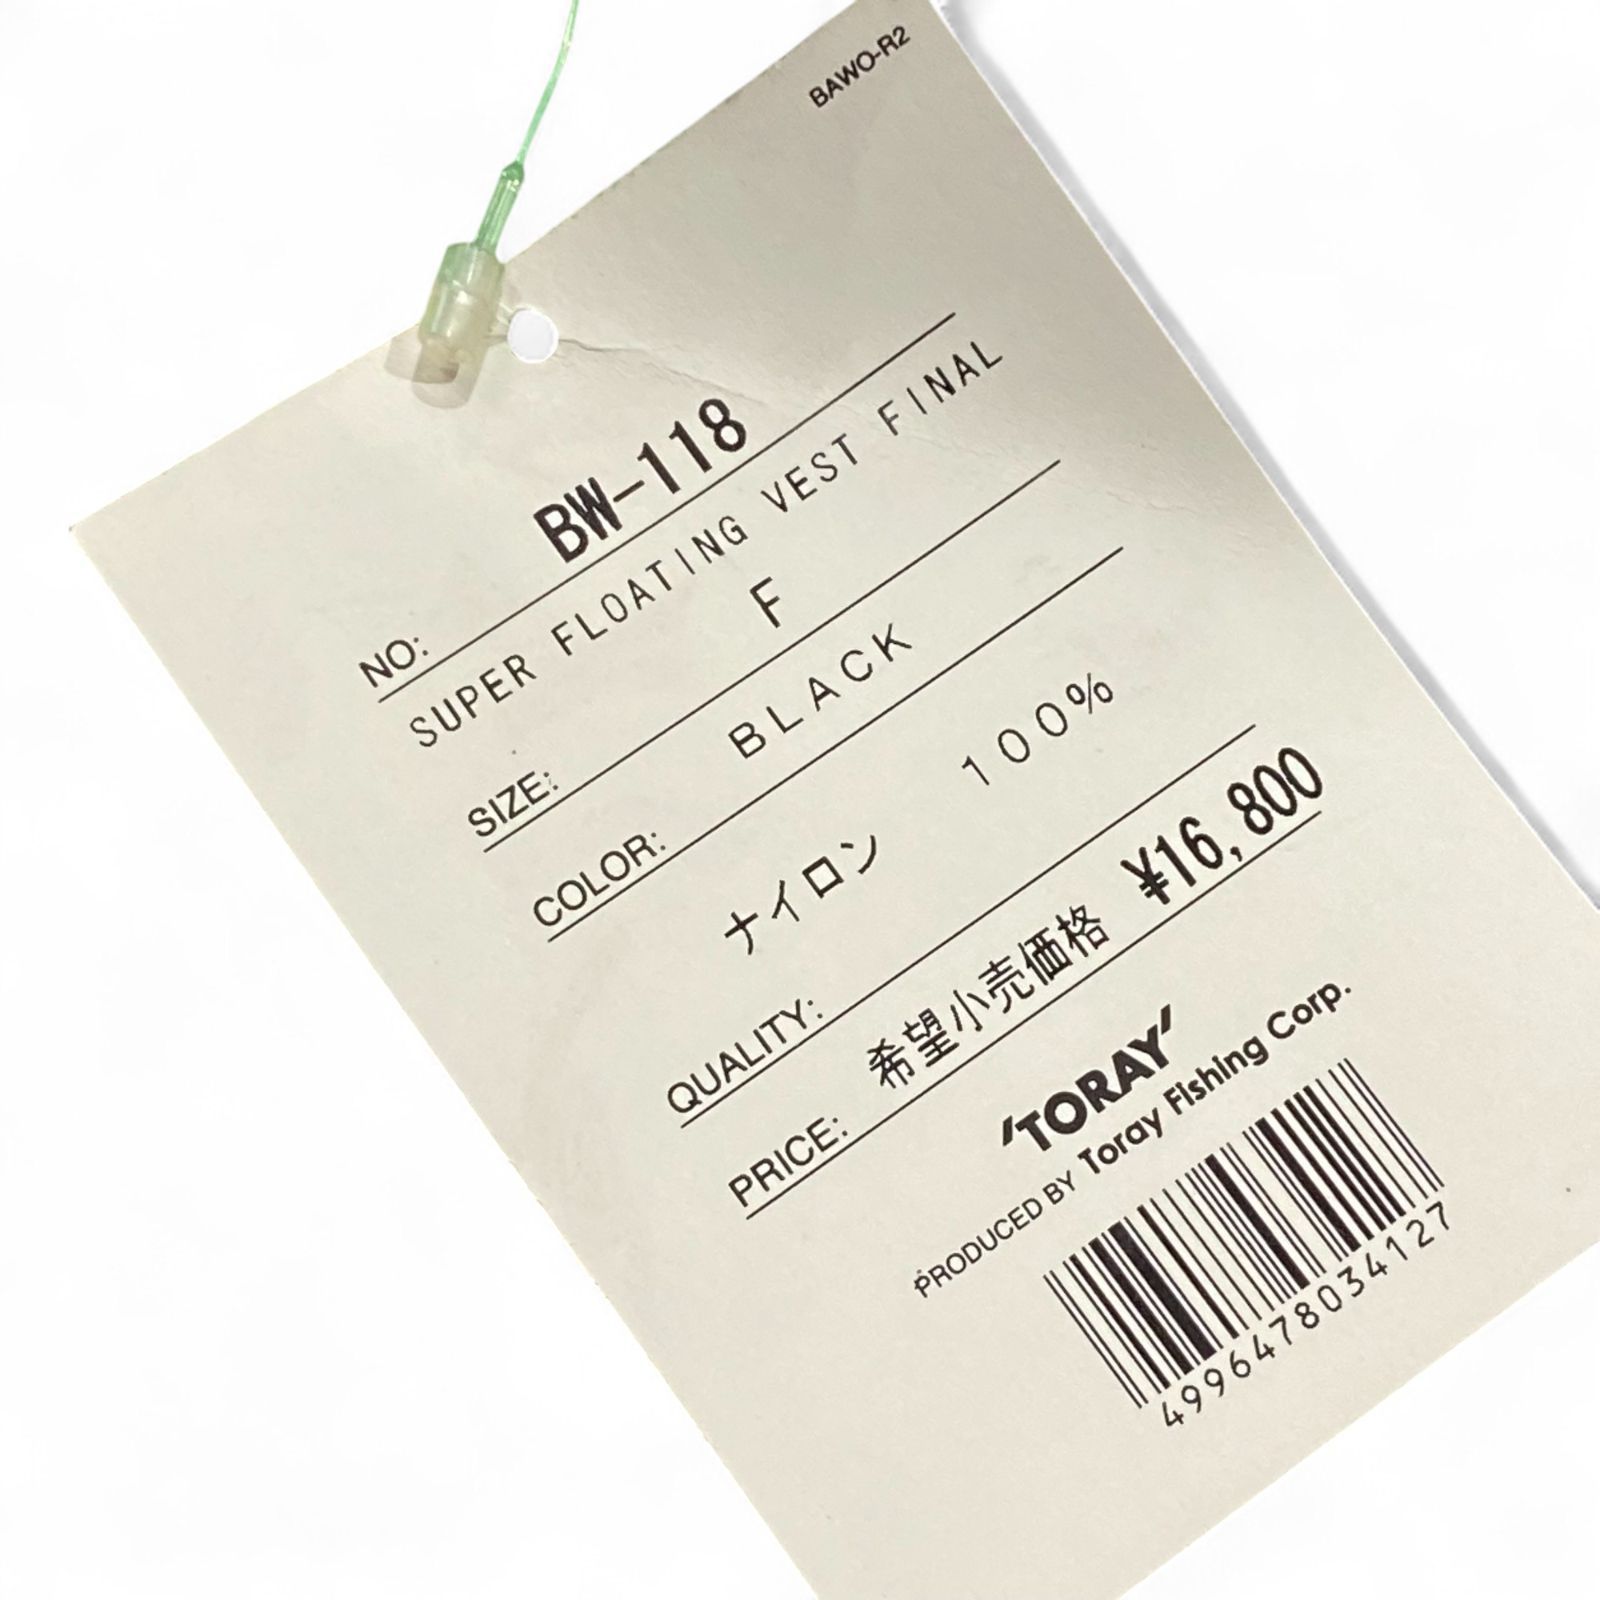 BAWO-R2
NO: BW-118
SUPER FLOATING VEST FINAL
SIZE: F
COLOR: BLACK
ナイロン 100%
QUALITY:
PRICE: 希望小売価格 ¥16,800
'TORAY'
PRODUCED BY Toray Fishing Corp.
4996478034127